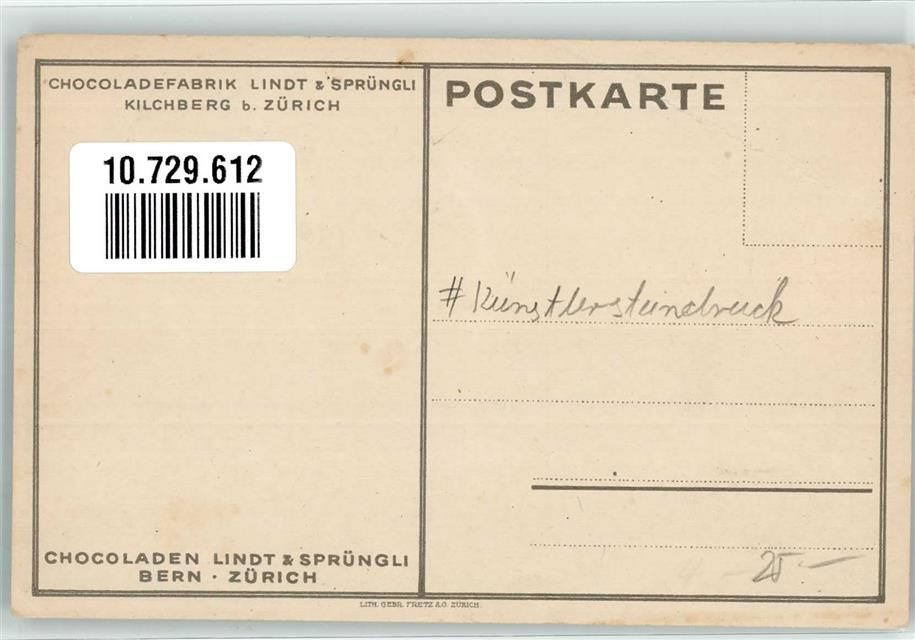 CHOCOLADEFABRIK LINDT & SPRÜNGLI
KILCHBERG b. ZÜRICH
10.729.612
POSTKARTE
# Künstlersteindruck
CHOCOLADEN LINDT & SPRÜNGLI
BERN · ZÜRICH
25.—
LITH. GEBR. FRETZ A.G. ZÜRICH.